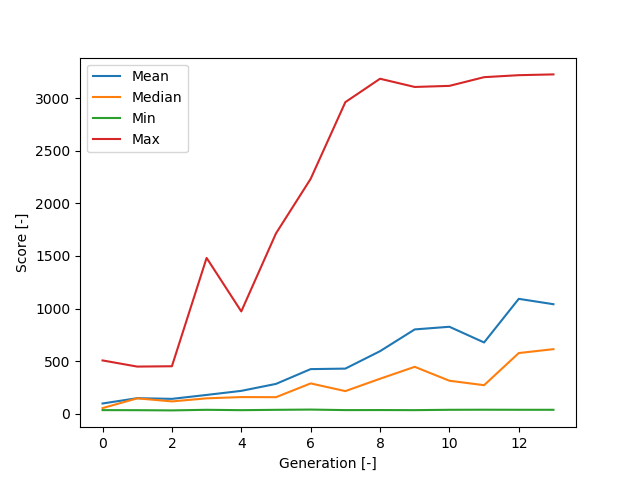 Mean
Median
Min
Max
3000
2500
2000
1500
1000
500
0
Score [-]
0 2 4 6 8 10 12
Generation [-]